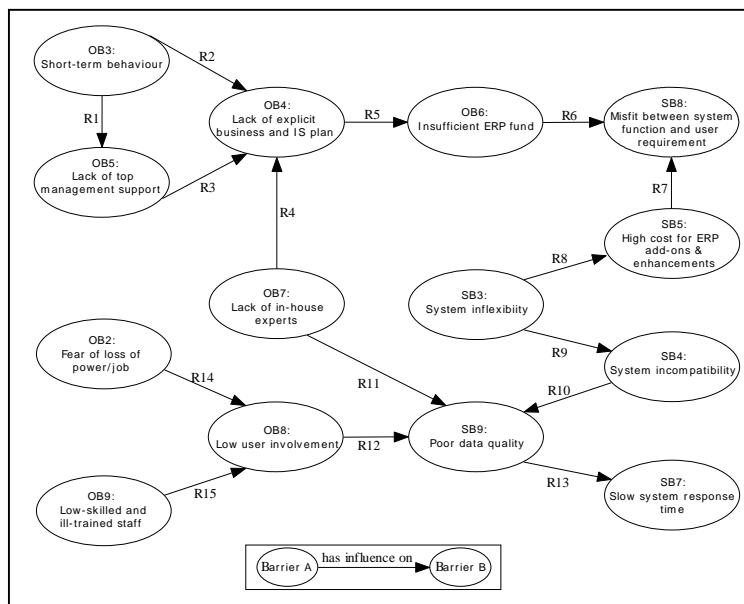 OB3:
Short-term behaviour
R2
R1
OB4:
Lack of explicit
business and IS plan
R5
OB6:
Insufficient ERP fund
R6
SB8:
Misfit between system
function and user
requirement
OB5:
Lack of top
management support
R3
R4
R7
SB5:
High cost for ERP
add-ons &
enhancements
R8
OB7:
Lack of in-house
experts
SB3:
System inflexibiity
R9
OB2:
Fear of loss of
power/job
R14
R11
SB4:
System incompatibility
R10
OB8:
Low user involvement
R12
SB9:
Poor data quality
R13
OB9:
Low-skilled and
ill-trained staff
R15
SB7:
Slow system response
time
Barrier A
has influence on
Barrier B